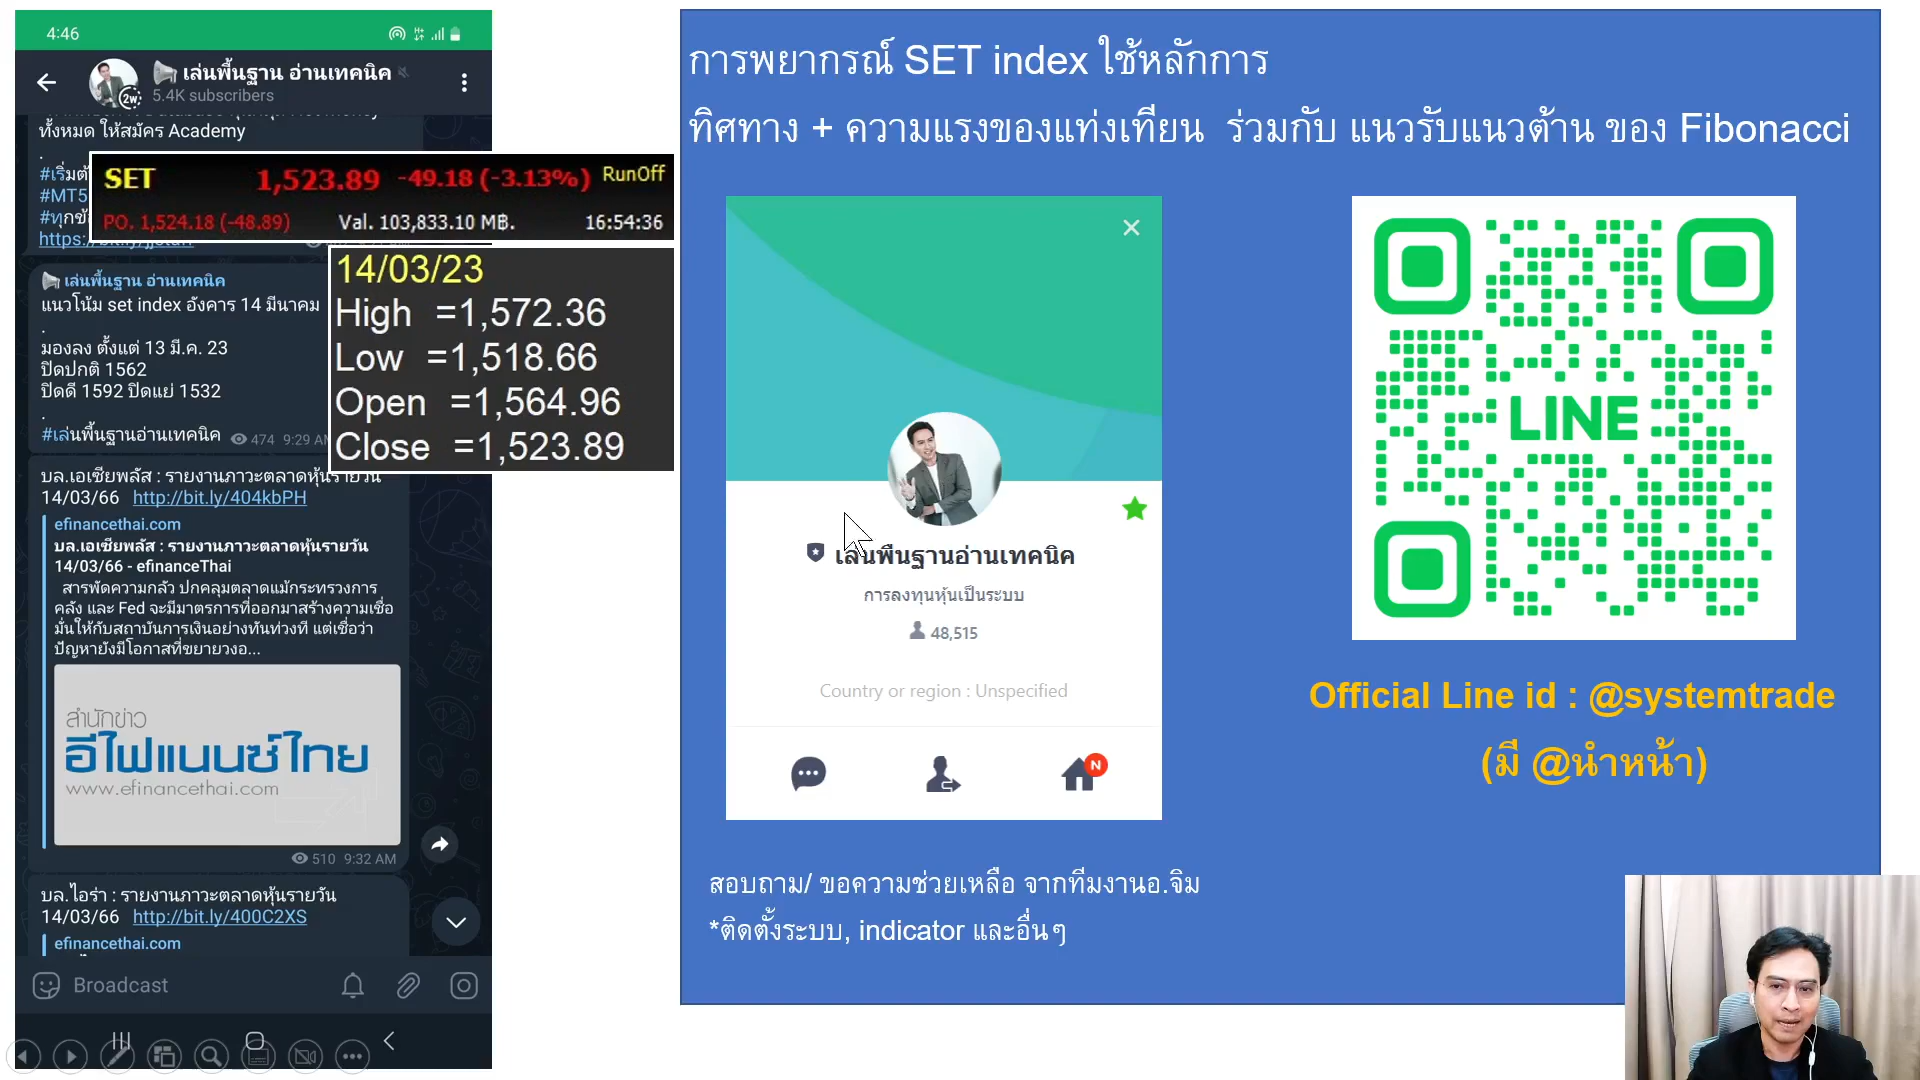 4:46
เล่นพื้นฐาน อ่านเทคนิค
5.4K subscribers
2w
ทั้งหมด ให้สมัคร Academy
.
#MT5
SET 1,523.89 -49.18 (-3.13%) RunOff
PO. 1,524.18 (-48.89) Val. 103,833.10 M฿. 16:54:36
14/03/23
High =1,572.36
Low =1,518.66
Open =1,564.96
Close =1,523.89
เล่นพื้นฐาน อ่านเทคนิค
แนวโน้ม set index อังคาร 14 มีนาคม
.
มองลง ตั้งแต่ 13 มี.ค. 23
ปิดปกติ 1562
ปิดดี 1592 ปิดแย่ 1532
.
#เล่นพื้นฐานอ่านเทคนิค 474 9:29 AM
บล.เอเซียพลัส : รายงานภาวะตลาดหุ้นรายวัน
14/03/66 http://bit.ly/404kbPH
efinancethai.com
บล.เอเซียพลัส : รายงานภาวะตลาดหุ้นรายวัน
14/03/66 - efinanceThai
สารพัดความกลัว ปกคลุมตลาดแม้กระทรวงการ
คลัง และ Fed จะมีมาตรการที่ออกมาสร้างความเชื่อ
มั่นให้กับสถาบันการเงินอย่างทันท่วงที แต่เชื่อว่า
ปัญหายังมีโอกาสที่ขยายวงอ...
สำนักข่าว
อีไฟแนนซ์ไทย
www.efinancethai.com
510 9:32 AM
บล.ไอร่า : รายงานภาวะตลาดหุ้นรายวัน
14/03/66 http://bit.ly/400C2XS
efinancethai.com
Broadcast
การพยากรณ์ SET index ใช้หลักการ
ทิศทาง + ความแรงของแท่งเทียน ร่วมกับ แนวรับแนวต้าน ของ Fibonacci
เล่นพื้นฐานอ่านเทคนิค
การลงทุนหุ้นเป็นระบบ
48,515
Country or region : Unspecified
N
LINE
Official Line id : @systemtrade
(มี @นำหน้า)
สอบถาม/ ขอความช่วยเหลือ จากทีมงานอ.จิม
*ติดตั้งระบบ, indicator และอื่นๆ